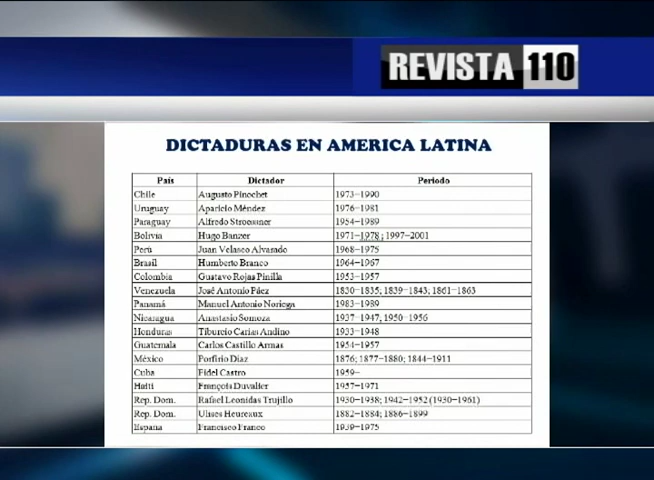 REVISTA 110
DICTADURAS EN AMERICA LATINA
País Dictador Periodo
Chile Augusto Pinochet 1973-1990
Uruguay Aparicio Méndez 1976-1981
Paraguay Alfredo Stroessner 1954-1989
Bolivia Hugo Banzer 1971-1978; 1997-2001
Perú Juan Velasco Alvarado 1968-1975
Brasil Humberto Branco 1964-1967
Colombia Gustavo Rojas Pinilla 1953-1957
Venezuela José Antonio Páez 1830-1835; 1839-1843; 1861-1863
Panamá Manuel Antonio Noriega 1983-1989
Nicaragua Anastasio Somoza 1937-1947, 1950-1956
Honduras Tiburcio Carías Andino 1933-1948
Guatemala Carlos Castillo Armas 1954-1957
México Porfirio Díaz 1876; 1877-1880; 1844-1911
Cuba Fidel Castro 1959-
Haití François Duvalier 1957-1971
Rep. Dom. Rafael Leonidas Trujillo 1930-1938; 1942-1952 (1930-1961)
Rep. Dom. Ulises Heureaux 1882-1884; 1886-1899
España Francisco Franco 1939-1975